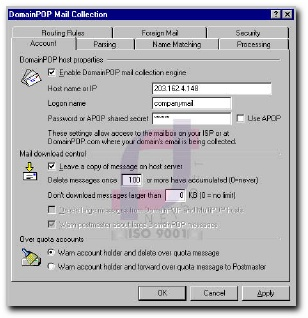 DomainPOP Mail Collection
Routing Rules Foreign Mail Security
Account Parsing Name Matching Processing
DomainPOP host properties
Enable DomainPOP mail collection engine
Host name or IP 203.162.4.148
Logon name companymail
Password or APOP shared secret Use APOP
These settings allow access to the mailbox on your ISP or at
DomainPOP.com where your domain's email is being collected.
Mail download control
Leave a copy of message on host server
Delete messages once 100 or more have accumulated (0=never)
Don't download messages larger than 0 KB (0 = no limit)
ISO 9001
Over quota accounts
Warn account holder and delete over quota message
Warn account holder and forward over quota message to Postmaster
OK Cancel Apply